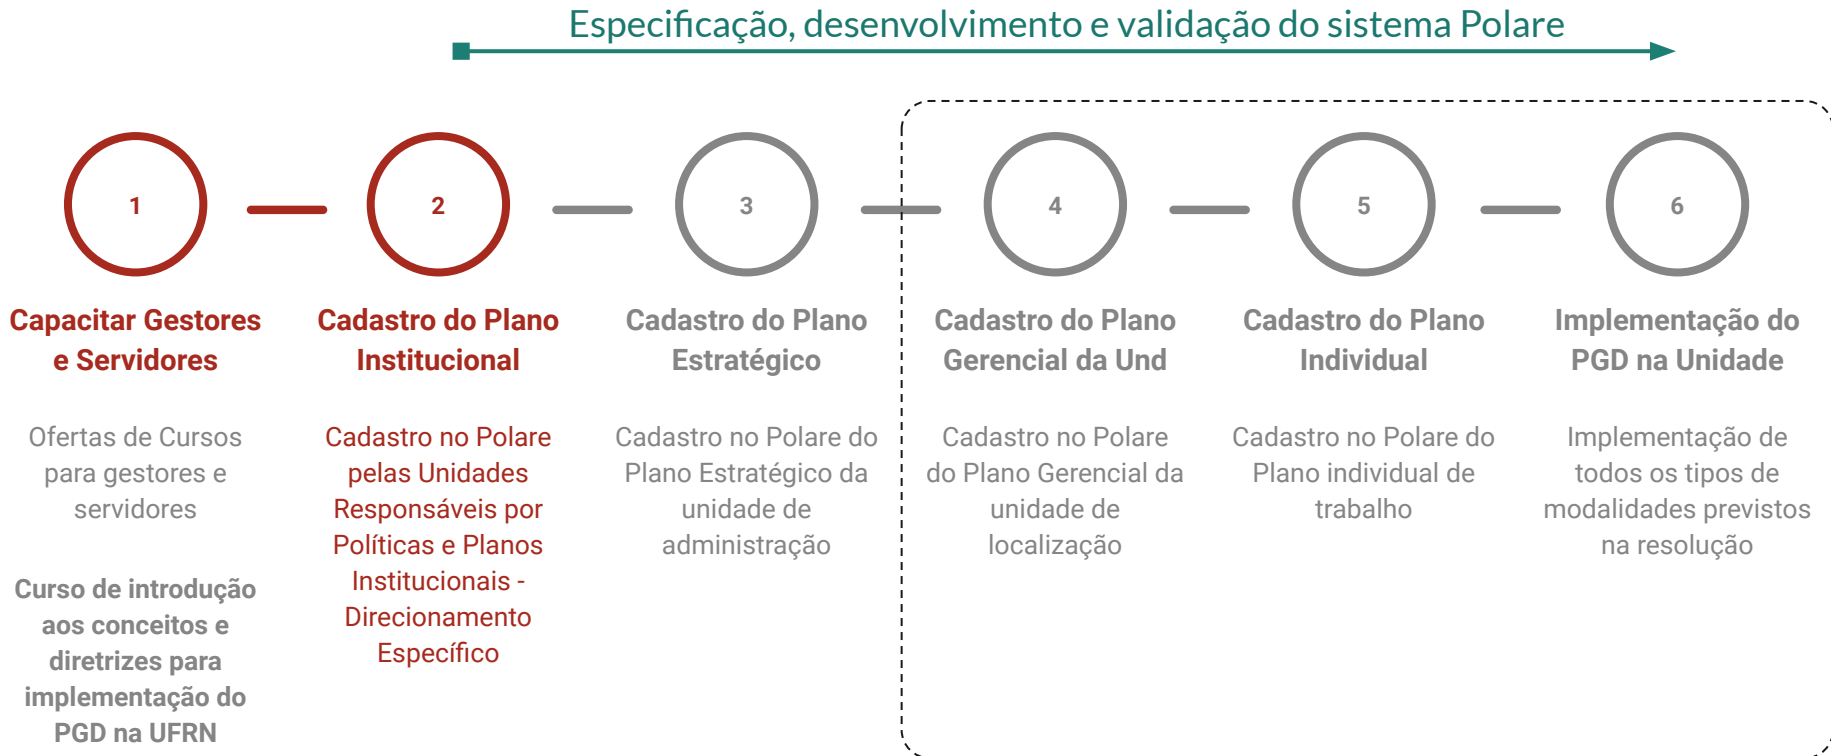 Especificação, desenvolvimento e validação do sistema Polare
1
Capacitar Gestores
e Servidores
Ofertas de Cursos
para gestores e
servidores
Curso de introdução
aos conceitos e
diretrizes para
implementação do
PGD na UFRN
2
Cadastro do Plano
Institucional
Cadastro no Polare
pelas Unidades
Responsáveis por
Políticas e Planos
Institucionais -
Direcionamento
Específico
3
Cadastro do Plano
Estratégico
Cadastro no Polare do
Plano Estratégico da
unidade de
administração
4
Cadastro do Plano
Gerencial da Und
Cadastro no Polare
do Plano Gerencial da
unidade de
localização
5
Cadastro do Plano
Individual
Cadastro no Polare do
Plano individual de
trabalho
6
Implementação do
PGD na Unidade
Implementação de
todos os tipos de
modalidades previstos
na resolução